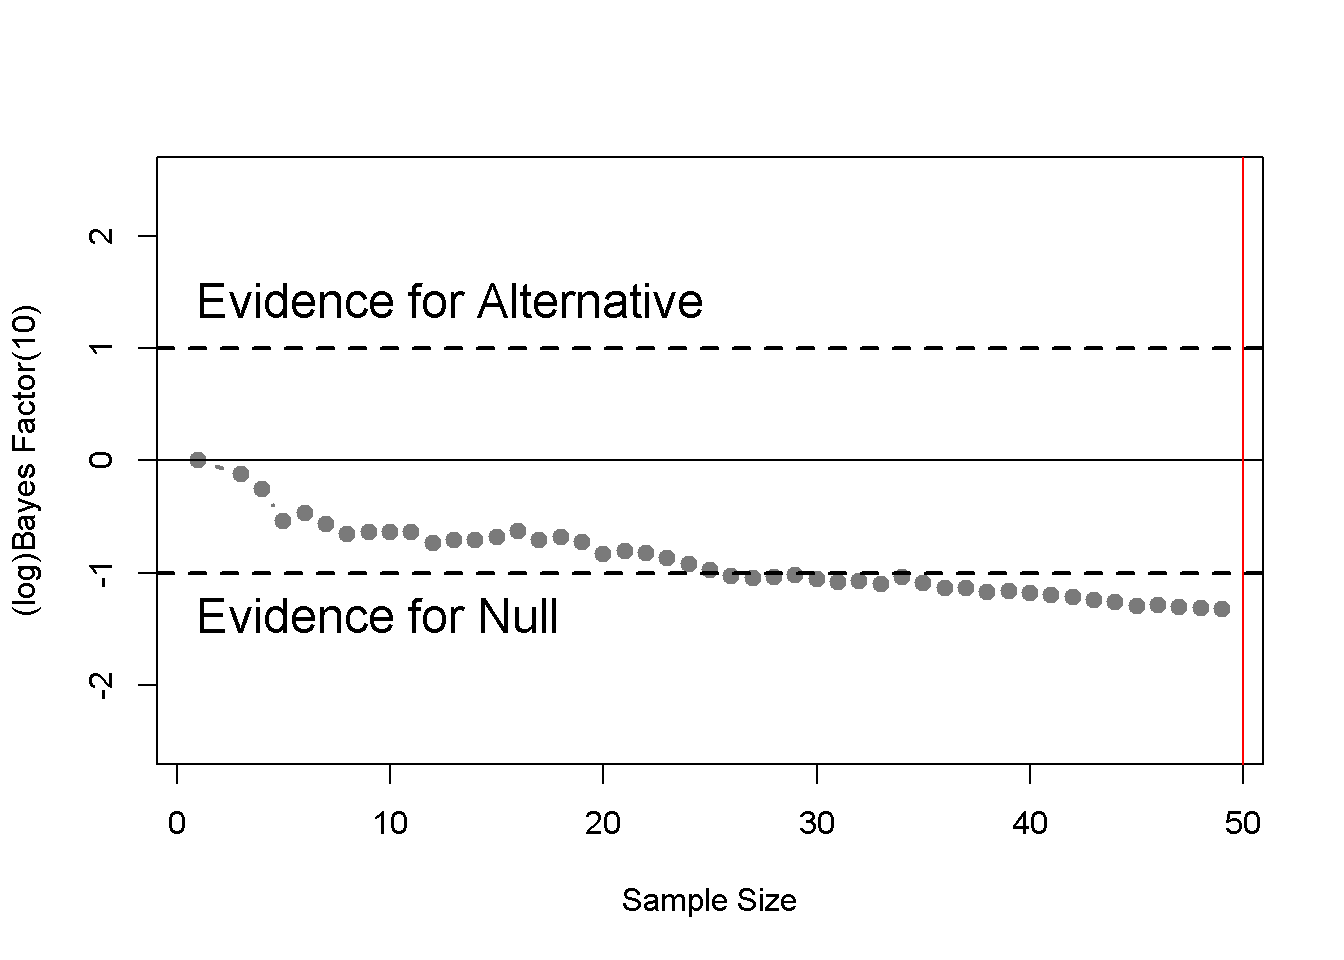 2
Evidence for Alternative
1
(log)Bayes Factor(10)
0
-1
Evidence for Null
-2
0 10 20 30 40 50
Sample Size